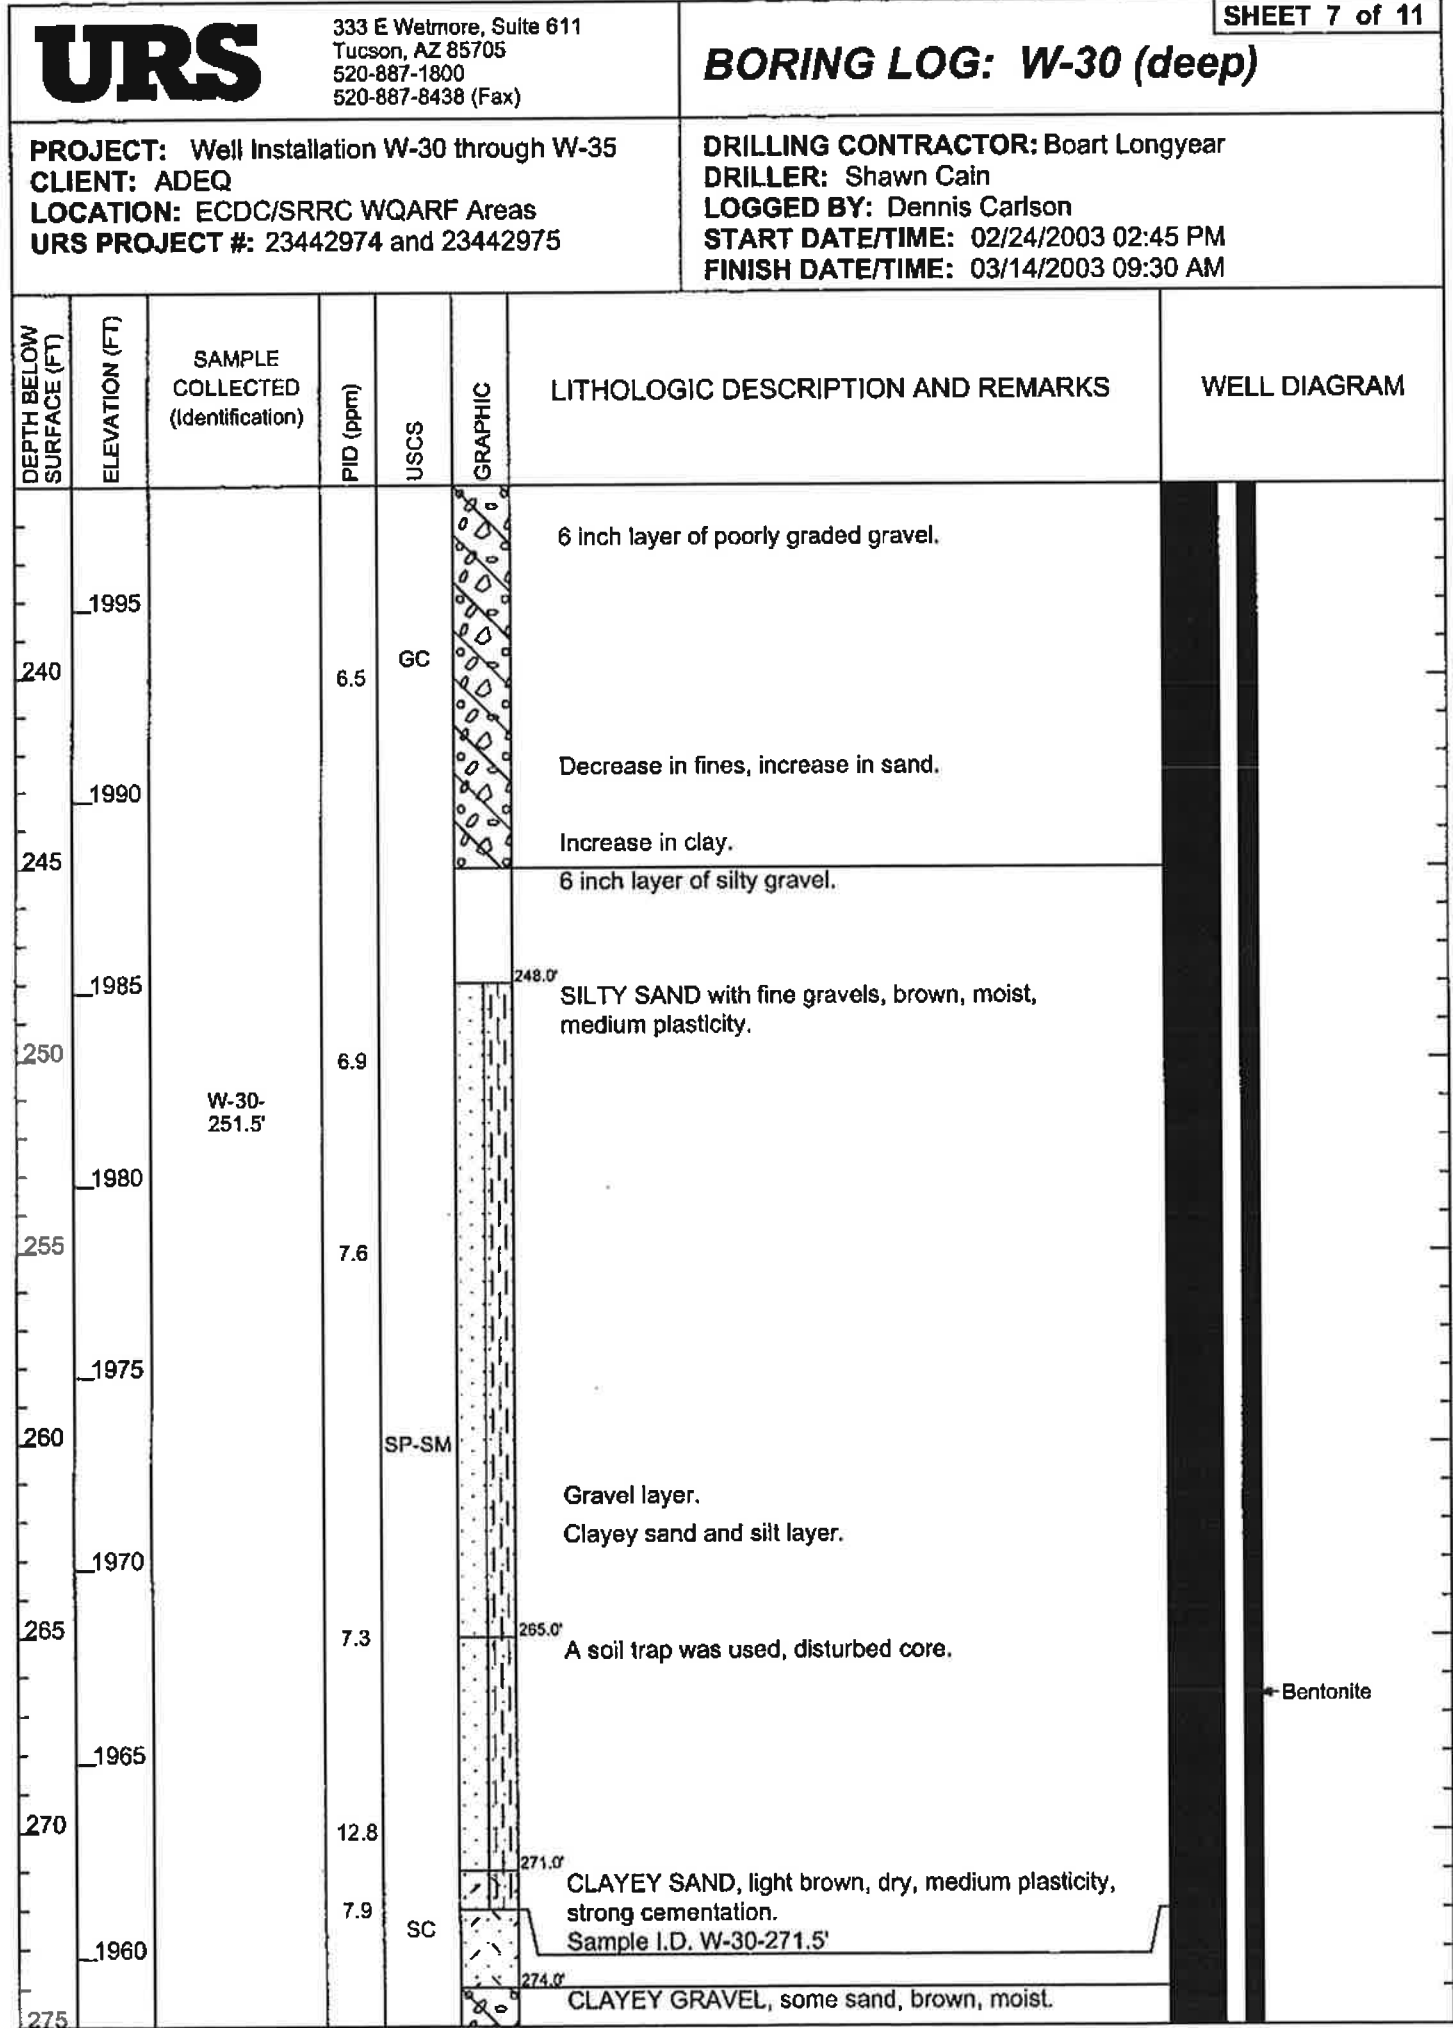 URS
333 E Wetmore, Suite 611
Tucson, AZ 85705
520-887-1800
520-887-8438 (Fax)
SHEET 7 of 11
BORING LOG: W-30 (deep)
PROJECT: Well Installation W-30 through W-35
CLIENT: ADEQ
LOCATION: ECDC/SRRC WQARF Areas
URS PROJECT #: 23442974 and 23442975
DRILLING CONTRACTOR: Boart Longyear
DRILLER: Shawn Cain
LOGGED BY: Dennis Carlson
START DATE/TIME: 02/24/2003 02:45 PM
FINISH DATE/TIME: 03/14/2003 09:30 AM
DEPTH BELOW
SURFACE (FT)
ELEVATION (FT)
SAMPLE
COLLECTED
(Identification)
PID (ppm)
USCS
GRAPHIC
LITHOLOGIC DESCRIPTION AND REMARKS
WELL DIAGRAM
6 inch layer of poorly graded gravel.
1995
GC
240
6.5
Decrease in fines, increase in sand.
1990
Increase in clay.
245
6 inch layer of silty gravel.
248.0'
1985
SILTY SAND with fine gravels, brown, moist,
medium plasticity.
250
6.9
W-30-
251.5'
1980
255
7.6
1975
260
SP-SM
Gravel layer.
Clayey sand and silt layer.
1970
265
7.3
265.0'
A soil trap was used, disturbed core.
Bentonite
1965
270
12.8
271.0'
CLAYEY SAND, light brown, dry, medium plasticity,
strong cementation.
7.9
SC
Sample I.D. W-30-271.5'
1960
274.0'
CLAYEY GRAVEL, some sand, brown, moist.
275